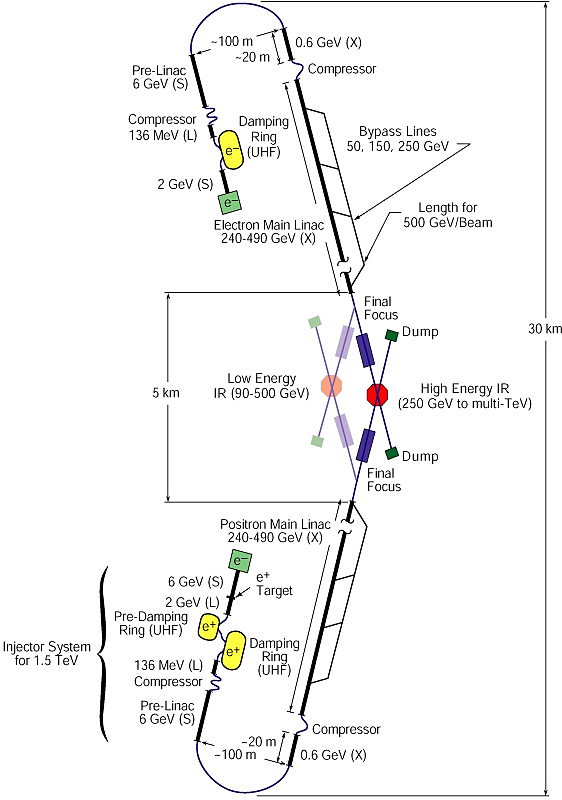 ~100 m
0.6 GeV (X)
~20 m
Compressor
Pre-Linac
6 GeV (S)
Compressor
136 MeV (L)
Damping
Ring
(UHF)
e–
Bypass Lines
50, 150, 250 GeV
2 GeV (S)
e–
Length for
500 GeV/Beam
Electron Main Linac
240-490 GeV (X)
Final
Focus
Dump
30 km
5 km
Low Energy
IR (90-500 GeV)
High Energy IR
(250 GeV to multi-TeV)
Dump
Final
Focus
Positron Main Linac
240-490 GeV (X)
e–
6 GeV (S)
e+
Target
2 GeV (L)
Pre-Damping
Ring (UHF)
e+
e+
Damping
Ring
(UHF)
Injector System
for 1.5 TeV
136 MeV (L)
Compressor
Pre-Linac
6 GeV (S)
Compressor
~20 m
0.6 GeV (X)
~100 m